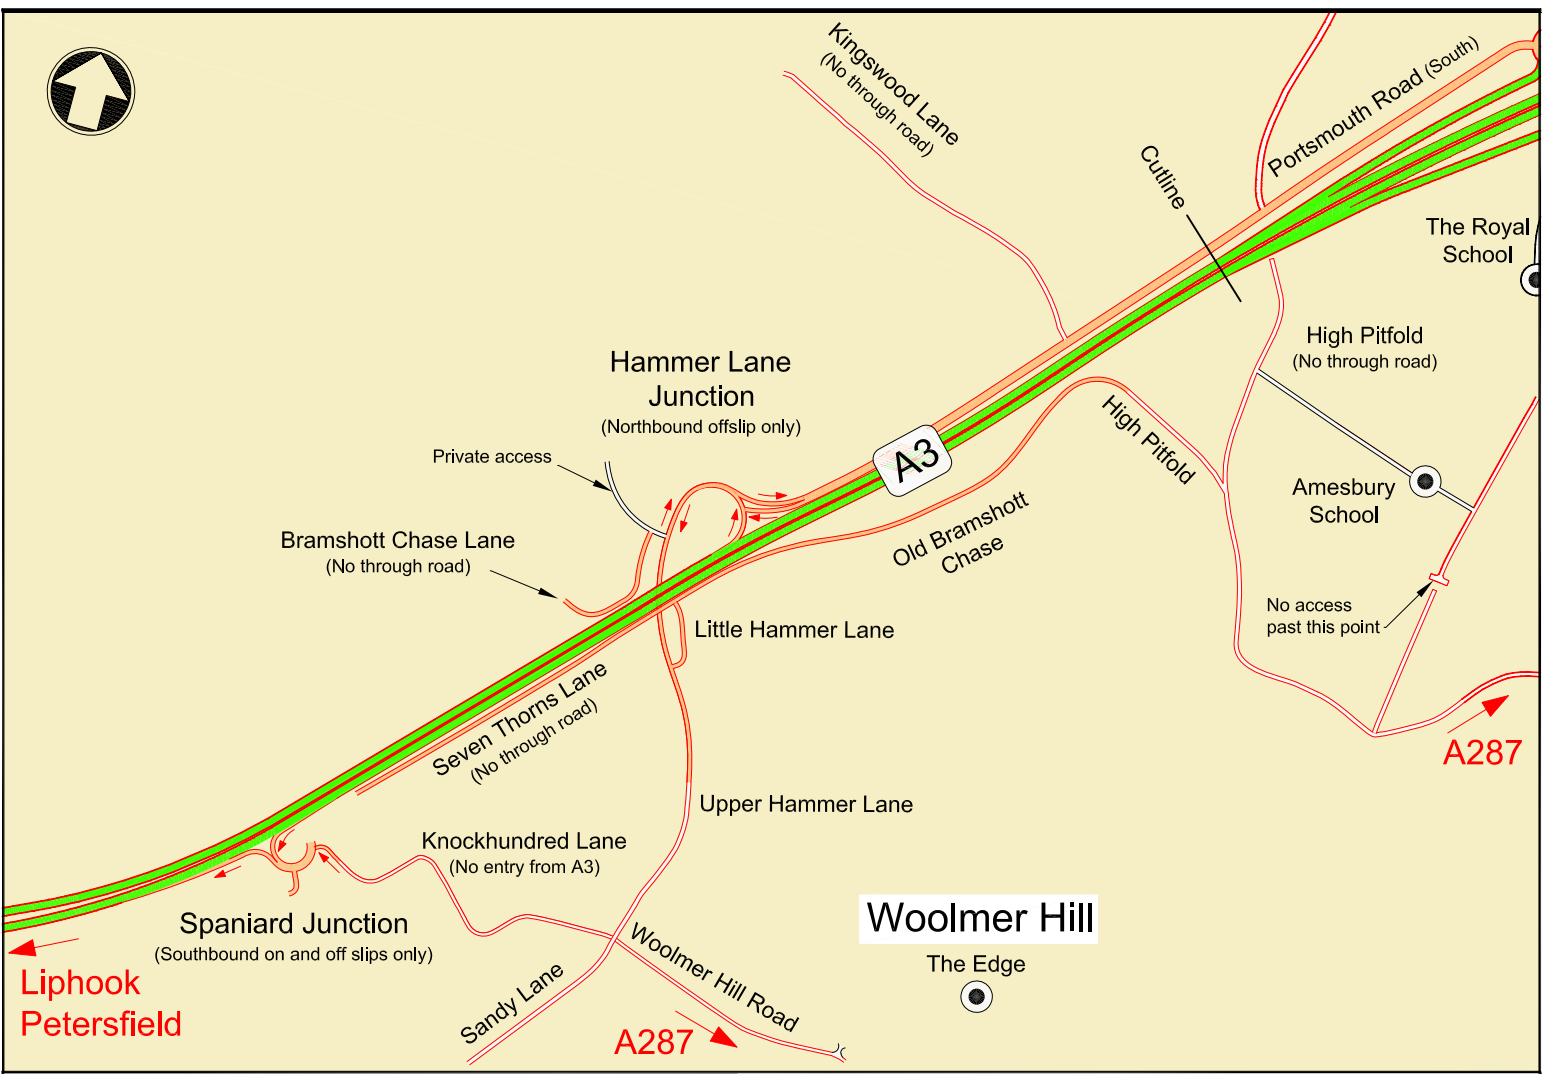 Kingswood Lane
(No through road)
Portsmouth Road (South)
Cutline
The Royal
School
High Pitfold
(No through road)
Hammer Lane
Junction
(Northbound offslip only)
Private access
A3
High Pitfold
Amesbury
School
Bramshott Chase Lane
(No through road)
Old Bramshott
Chase
No access
past this point
Little Hammer Lane
Seven Thorns Lane
(No through road)
A287
Upper Hammer Lane
Knockhundred Lane
(No entry from A3)
Spaniard Junction
(Southbound on and off slips only)
Woolmer Hill
The Edge
Liphook
Petersfield
Sandy Lane
Woolmer Hill Road
A287